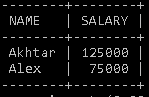 NAME | SALARY |
Akhtar | 125000 |
Alex | 75000 |